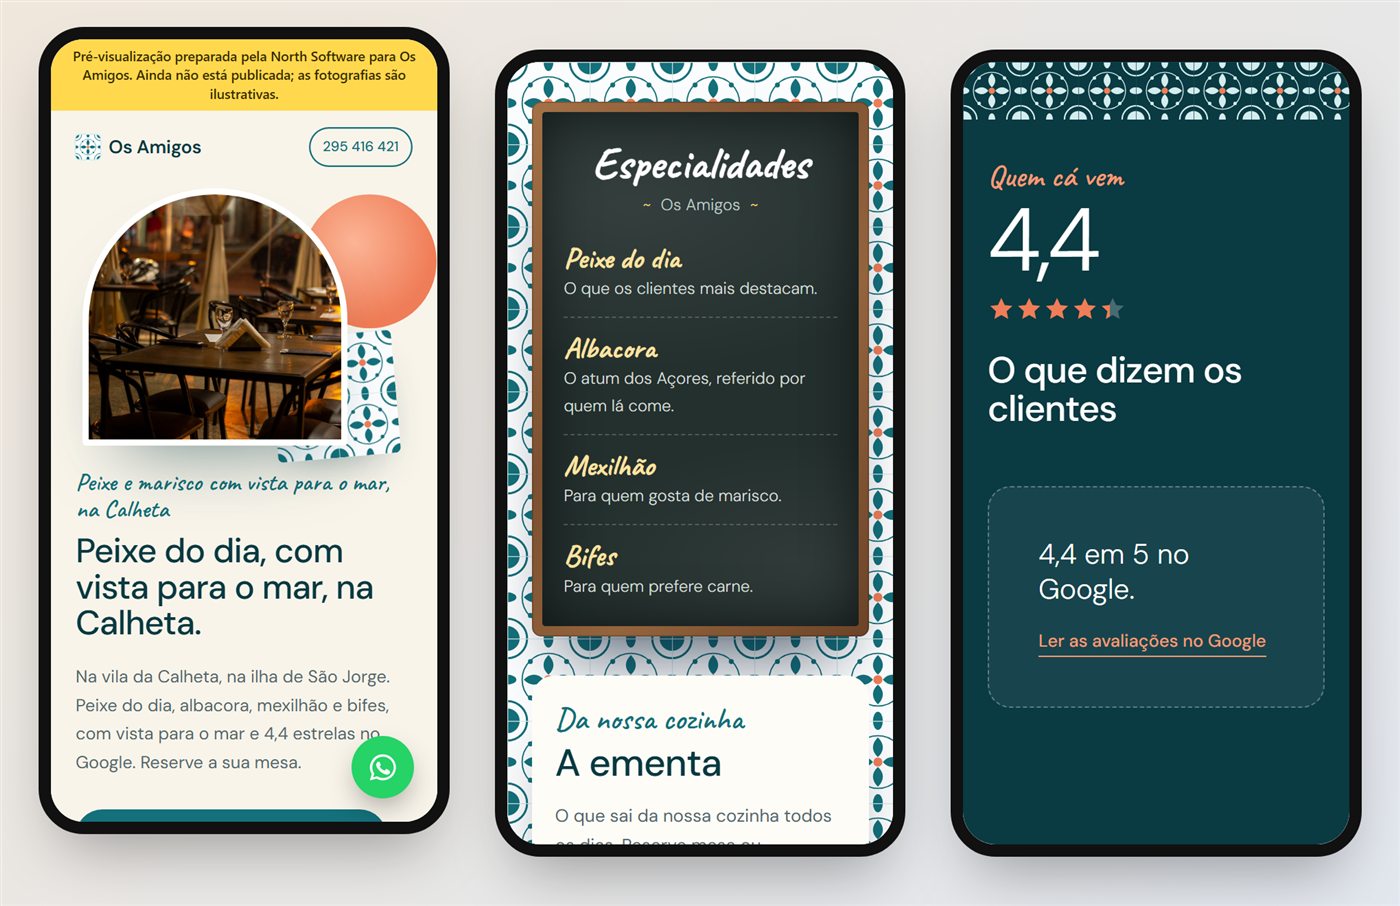 Pré-visualização preparada pela North Software para Os
Amigos. Ainda não está publicada; as fotografias são
ilustrativas.
Os Amigos
295 416 421
Peixe e marisco com vista para o mar,
na Calheta
Peixe do dia, com
vista para o mar, na
Calheta.
Na vila da Calheta, na ilha de São Jorge.
Peixe do dia, albacora, mexilhão e bifes,
com vista para o mar e 4,4 estrelas no
Google. Reserve a sua mesa.
Especialidades
~ Os Amigos ~
Peixe do dia
O que os clientes mais destacam.
Albacora
O atum dos Açores, referido por
quem lá come.
Mexilhão
Para quem gosta de marisco.
Bifes
Para quem prefere carne.
Da nossa cozinha
A ementa
O que sai da nossa cozinha todos
os dias. Reserve mesa ou
Quem cá vem
4,4
O que dizem os
clientes
4,4 em 5 no
Google.
Ler as avaliações no Google